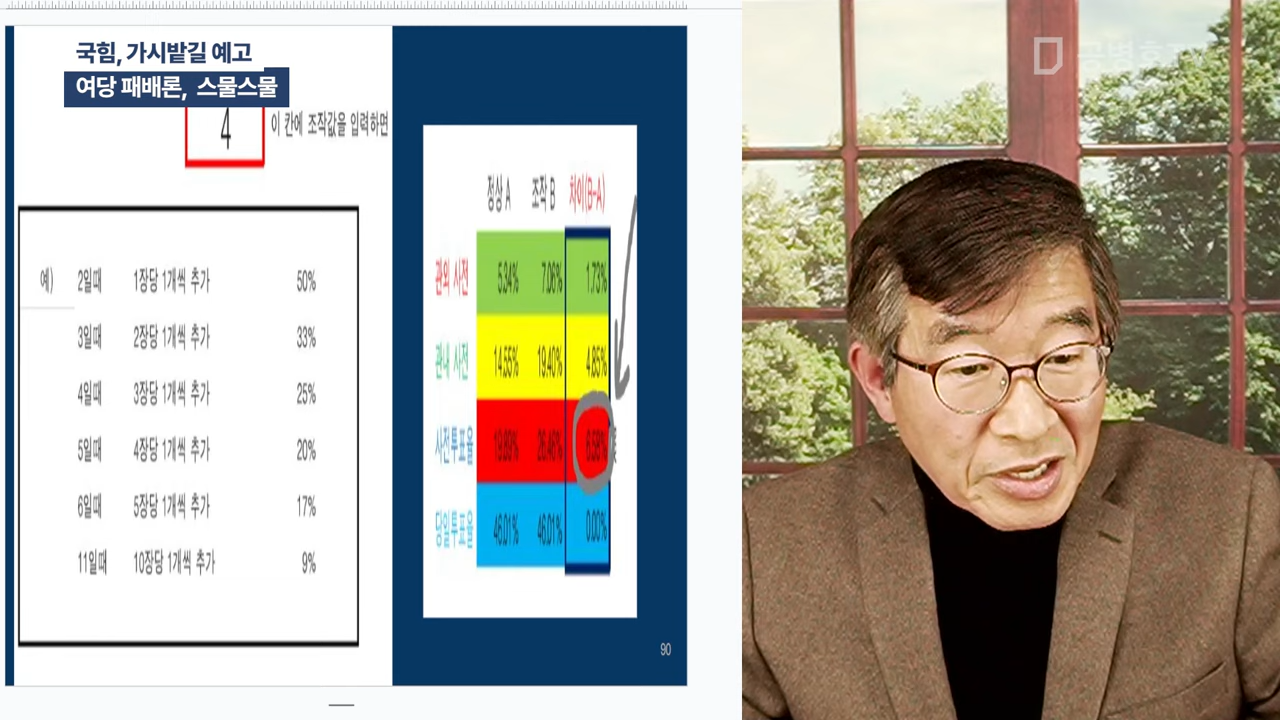 국힘, 가시밭길 예고
여당 패배론, 스물스물
4 이 칸에 조작값을 입력하면
예) 2일때 1장당 1개씩 추가 50%
3일때 2장당 1개씩 추가 33%
4일때 3장당 1개씩 추가 25%
5일때 4장당 1개씩 추가 20%
6일때 5장당 1개씩 추가 17%
11일때 10장당 1개씩 추가 9%
정상 A 조작 B 차이(B-A)
관외 사전 5.34% 7.06% 1.73%
관내 사전 14.55% 19.40% 4.85%
사전투표율 19.89% 26.46% 6.58%
당일투표율 46.01% 46.01% 0.00%
90
공병호